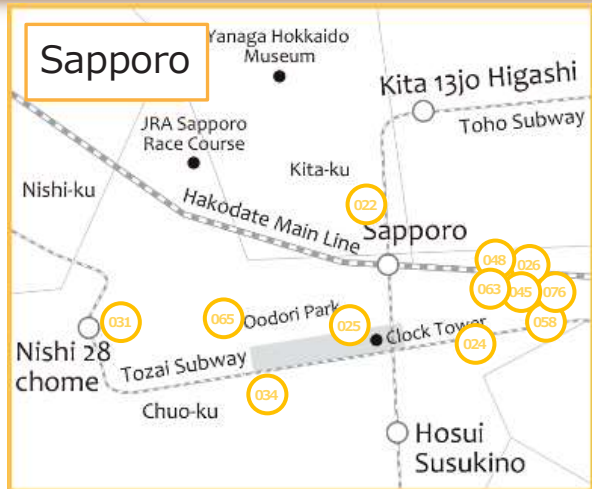 Sapporo
Yanaga Hokkaido
Museum
Kita 13jo Higashi
Toho Subway
JRA Sapporo
Race Course
Kita-ku
Nishi-ku
022
Hakodate Main Line
Sapporo
048
026
063
045
076
031
065
Oodori Park
025
Clock Tower
058
024
Nishi 28
chome
Tozai Subway
034
Chuo-ku
Hosui
Susukino